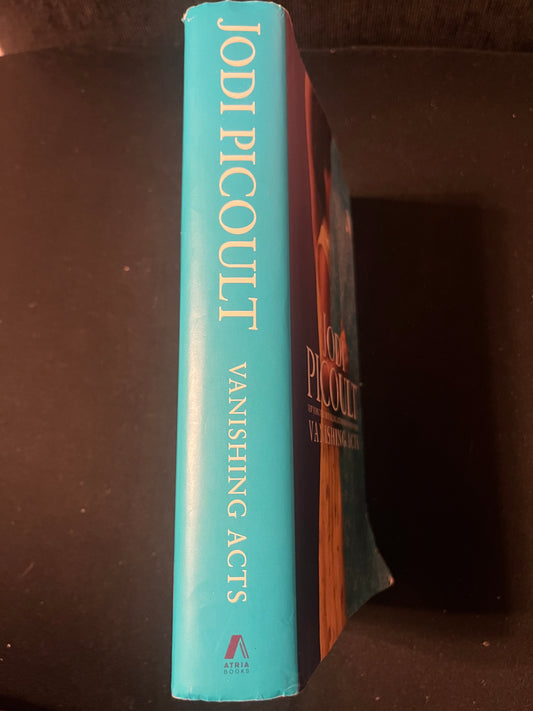 JODI PICOULT
VANISHING ACTS
ATRIA
BOOKS
JODI
PICOULT
VANISHING ACTS